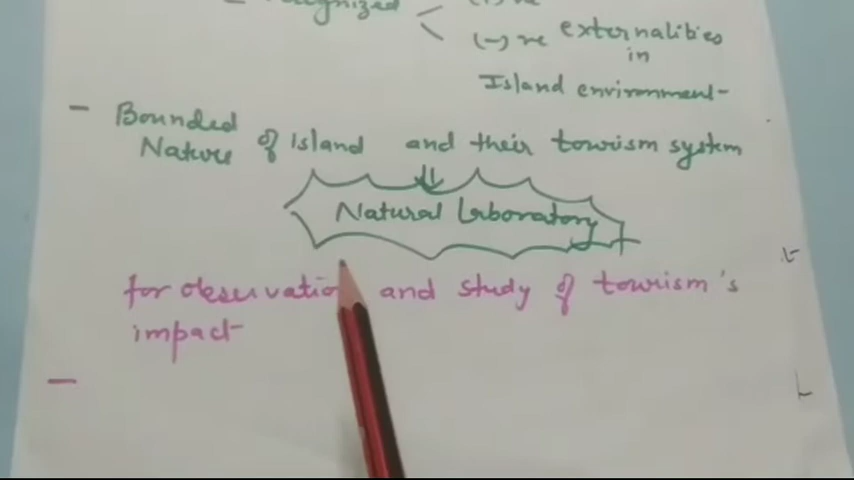 (-) ve externalities
in
Island environment-
- Bounded
Nature of island and their tourism system
Natural Laboratory
for observation and study of tourism's
impact
-